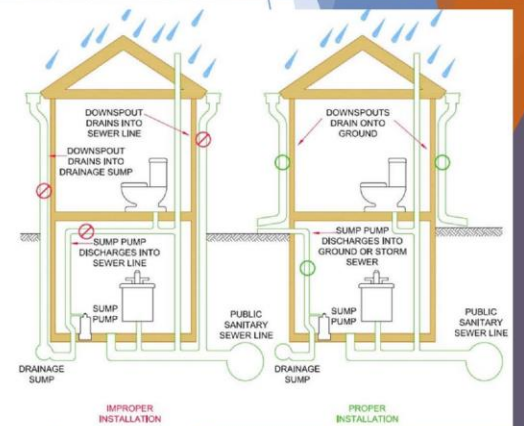 DOWNSPOUT
DRAINS INTO
SEWER LINE
DOWNSPOUT
DRAINS INTO
DRAINAGE SUMP
SUMP PUMP
DISCHARGES INTO
SEWER LINE
SUMP
PUMP
PUBLIC
SANITARY
SEWER LINE
DRAINAGE
SUMP
IMPROPER
INSTALLATION
DOWNSPOUTS
DRAIN ONTO
GROUND
SUMP PUMP
DISCHARGES INTO
GROUND OR STORM
SEWER
SUMP
PUMP
PUBLIC
SANITARY
SEWER LINE
DRAINAGE
SUMP
PROPER
INSTALLATION